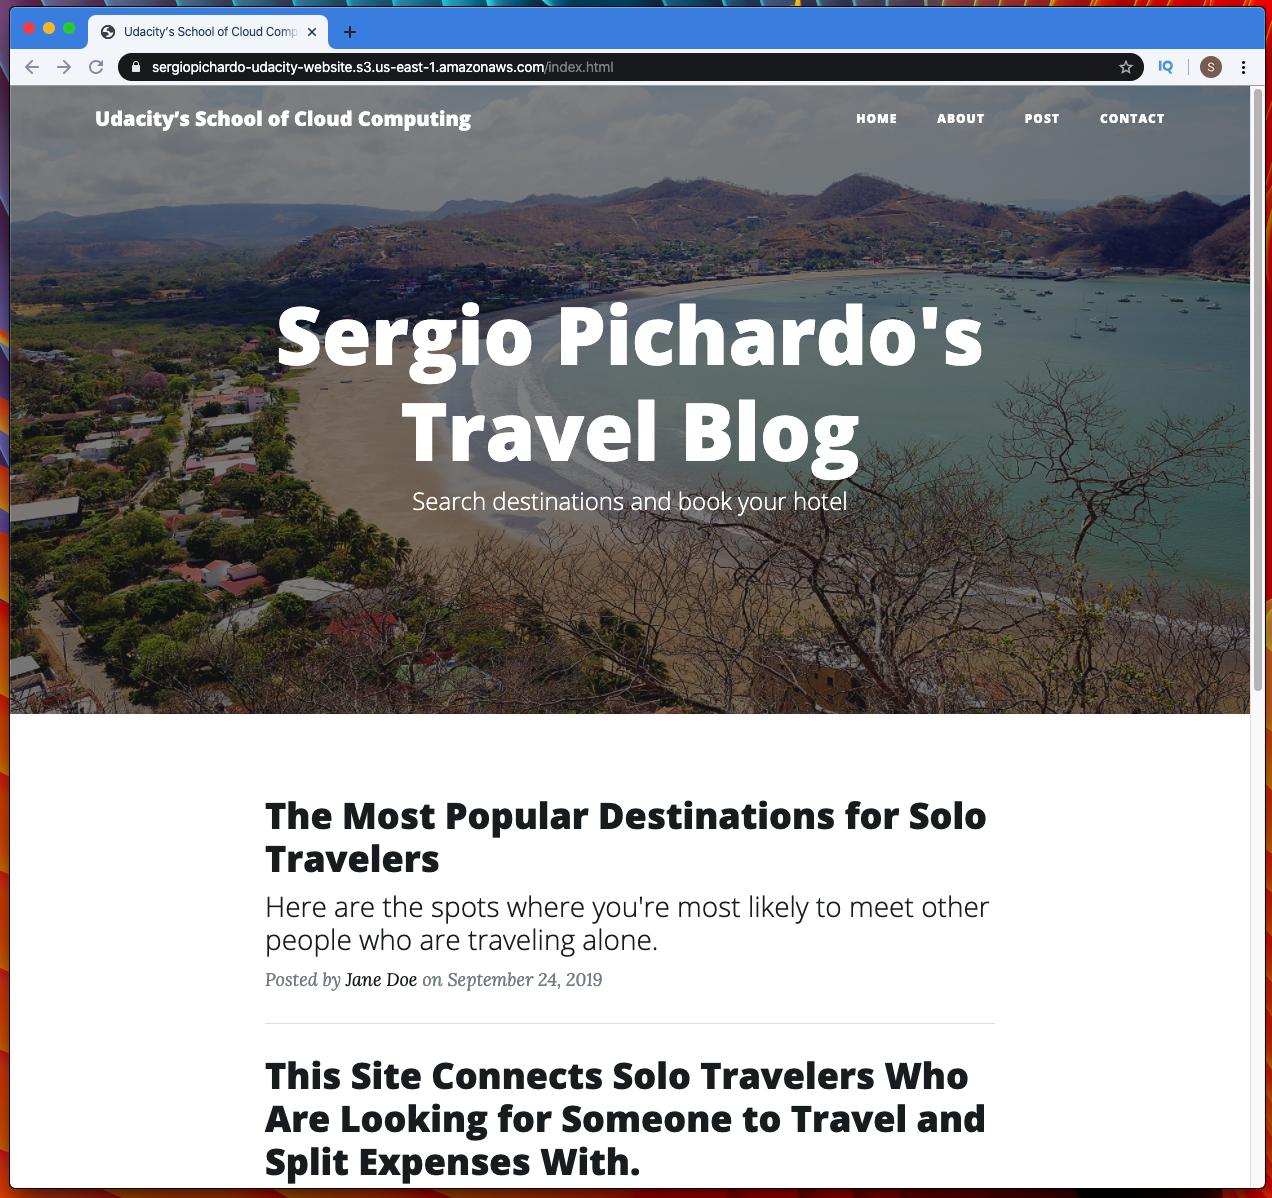 Udacity's School of Cloud Comp
sergiopichardo-udacity-website.s3.us-east-1.amazonaws.com/index.html
IQ
S
Udacity’s School of Cloud Computing
HOME
ABOUT
POST
CONTACT
Sergio Pichardo's
Travel Blog
Search destinations and book your hotel
The Most Popular Destinations for Solo
Travelers
Here are the spots where you're most likely to meet other
people who are traveling alone.
Posted by Jane Doe on September 24, 2019
This Site Connects Solo Travelers Who
Are Looking for Someone to Travel and
Split Expenses With.